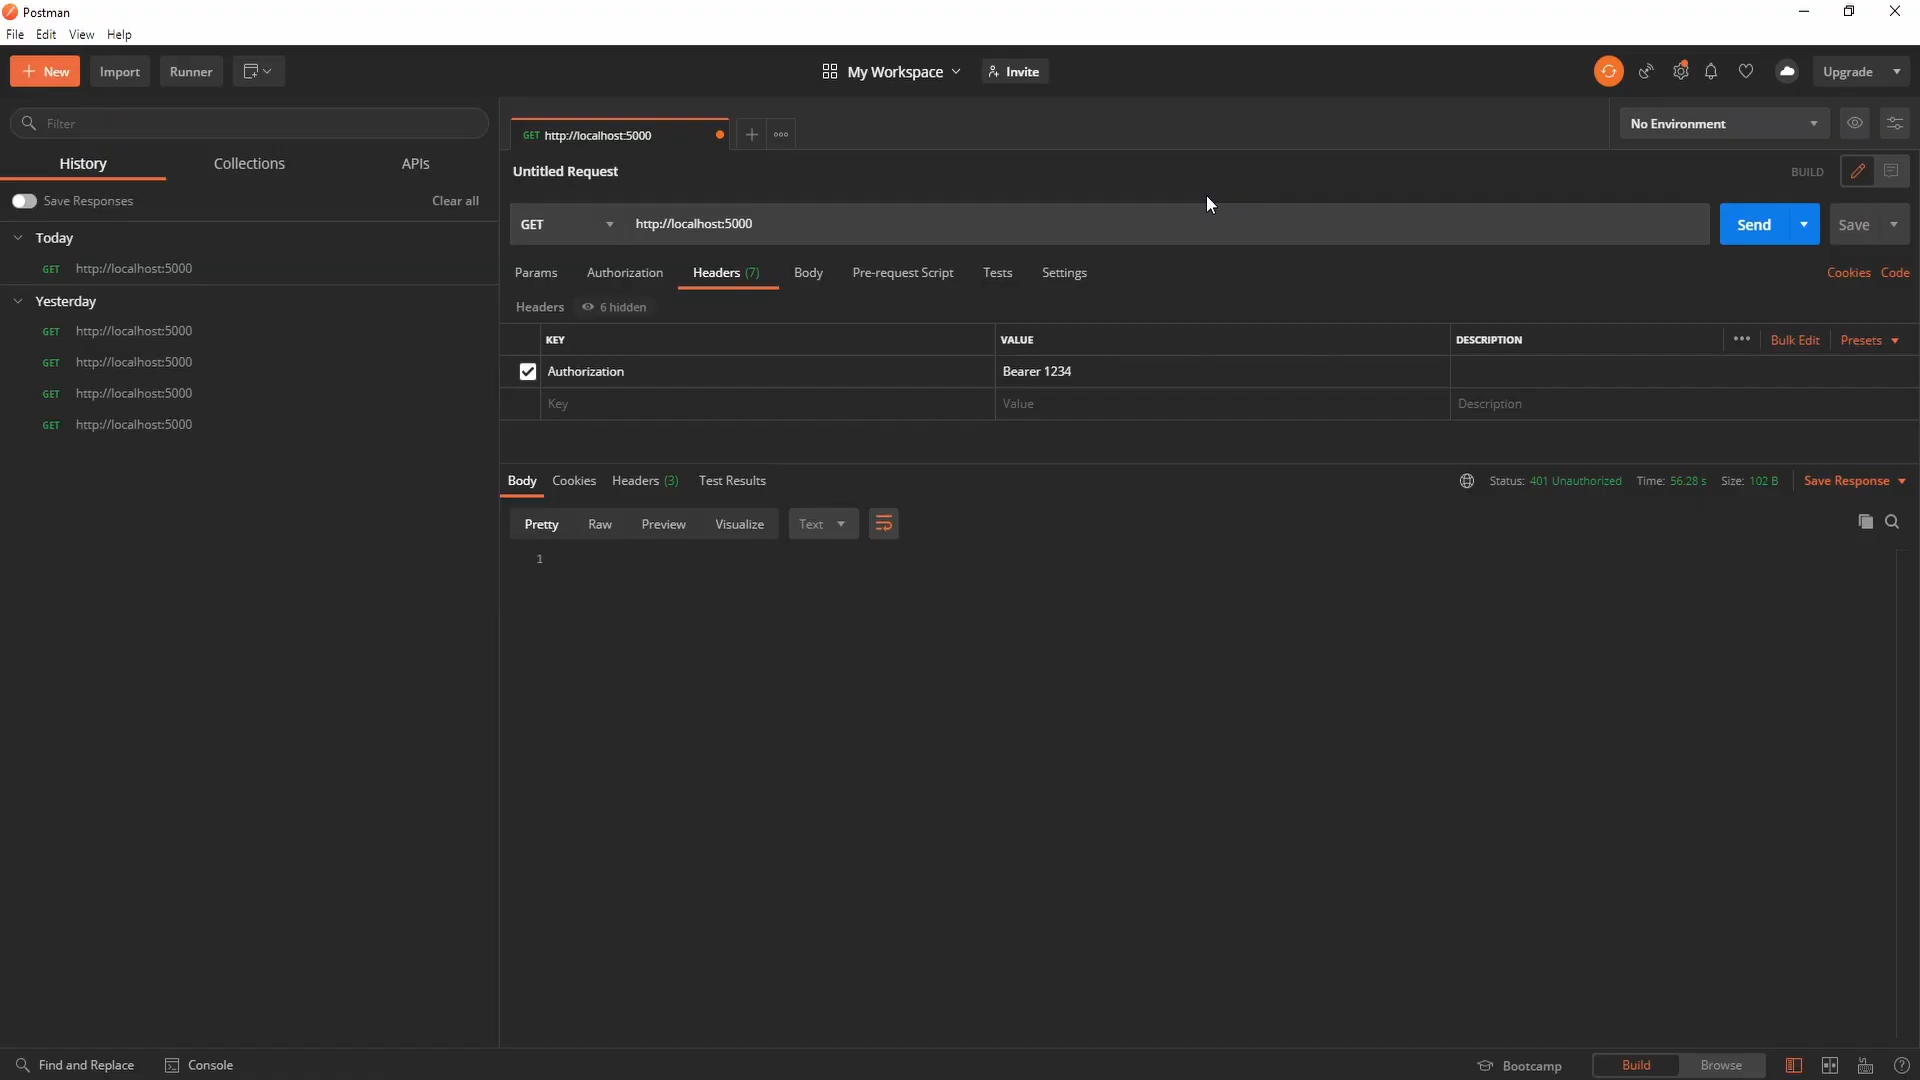 Postman
File Edit View Help
New Import Runner My Workspace Invite Upgrade
Filter
History Collections APIs
Save Responses Clear all
Today
GET http://localhost:5000
Yesterday
GET http://localhost:5000
GET http://localhost:5000
GET http://localhost:5000
GET http://localhost:5000
GET http://localhost:5000
No Environment
Untitled Request BUILD
GET http://localhost:5000 Send Save
Params Authorization Headers (7) Body Pre-request Script Tests Settings Cookies Code
Headers 6 hidden
KEY VALUE DESCRIPTION Bulk Edit Presets
Authorization Bearer 1234
Key Value Description
Body Cookies Headers (3) Test Results Status: 401 Unauthorized Time: 56.28 s Size: 102 B Save Response
Pretty Raw Preview Visualize Text
1
Find and Replace Console Bootcamp Build Browse